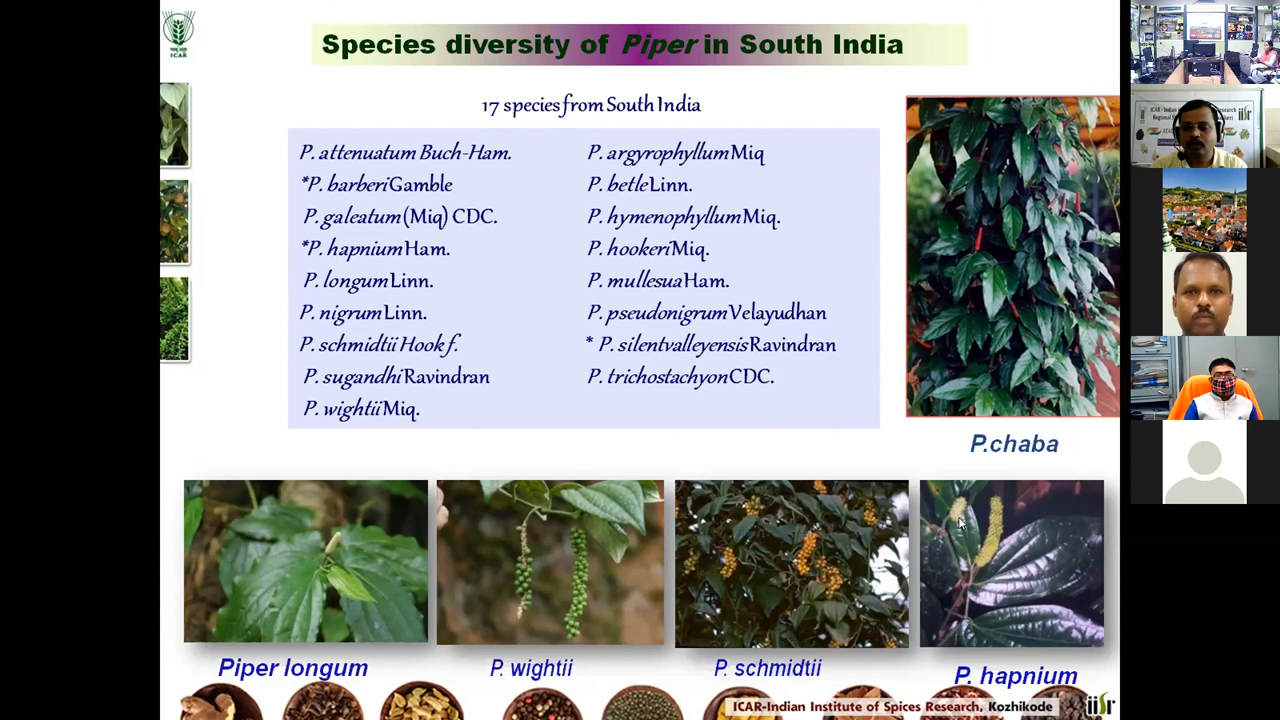 ICAR
Species diversity of Piper in South India
17 species from South India
P. attenuatum Buch-Ham.
*P. barberi Gamble
P. galeatum (Miq) CDC.
*P. hapnium Ham.
P. longum Linn.
P. nigrum Linn.
P. schmidtii Hook f.
P. sugandhi Ravindran
P. wightii Miq.
P. argyrophyllum Miq
P. betle Linn.
P. hymenophyllum Miq.
P. hookeri Miq.
P. mullesua Ham.
P. pseudonigrum Velayudhan
* P. silentvalleyensis Ravindran
P. trichostachyon CDC.
P.chaba
Piper longum
P. wightii
P. schmidtii
P. hapnium
ICAR-Indian Institute of Spices Research, Kozhikode
iisr